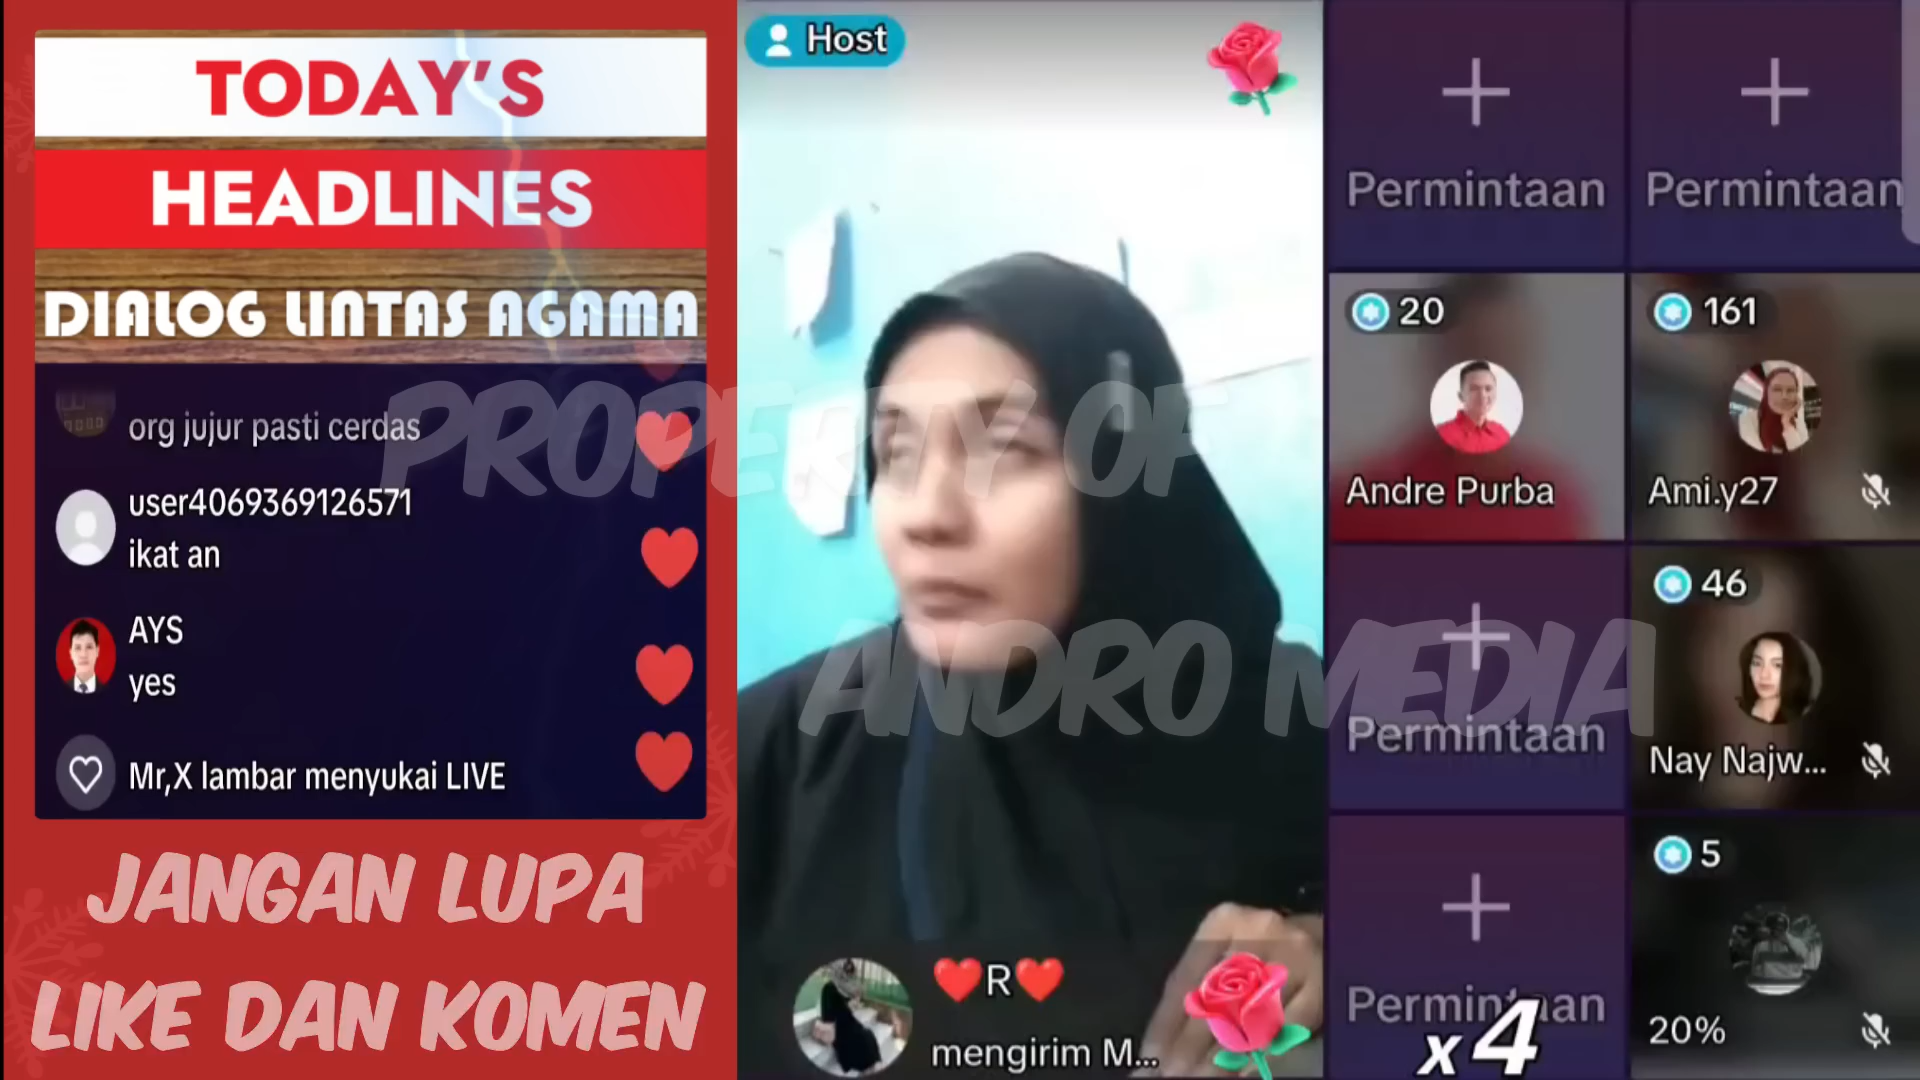 TODAY'S
HEADLINES
DIALOG LINTAS AGAMA
org jujur pasti cerdas
user4069369126571
ikat an
AYS
yes
Mr,X lambar menyukai LIVE
JANGAN LUPA
LIKE DAN KOMEN
Host
PROPERTY OF
ANDRO MEDIA
❤️R❤️
mengirim M...
Permintaan
Permintaan
20
Andre Purba
161
Ami.y27
Permintaan
46
Nay Najw...
Permintaan
x4
5
20%